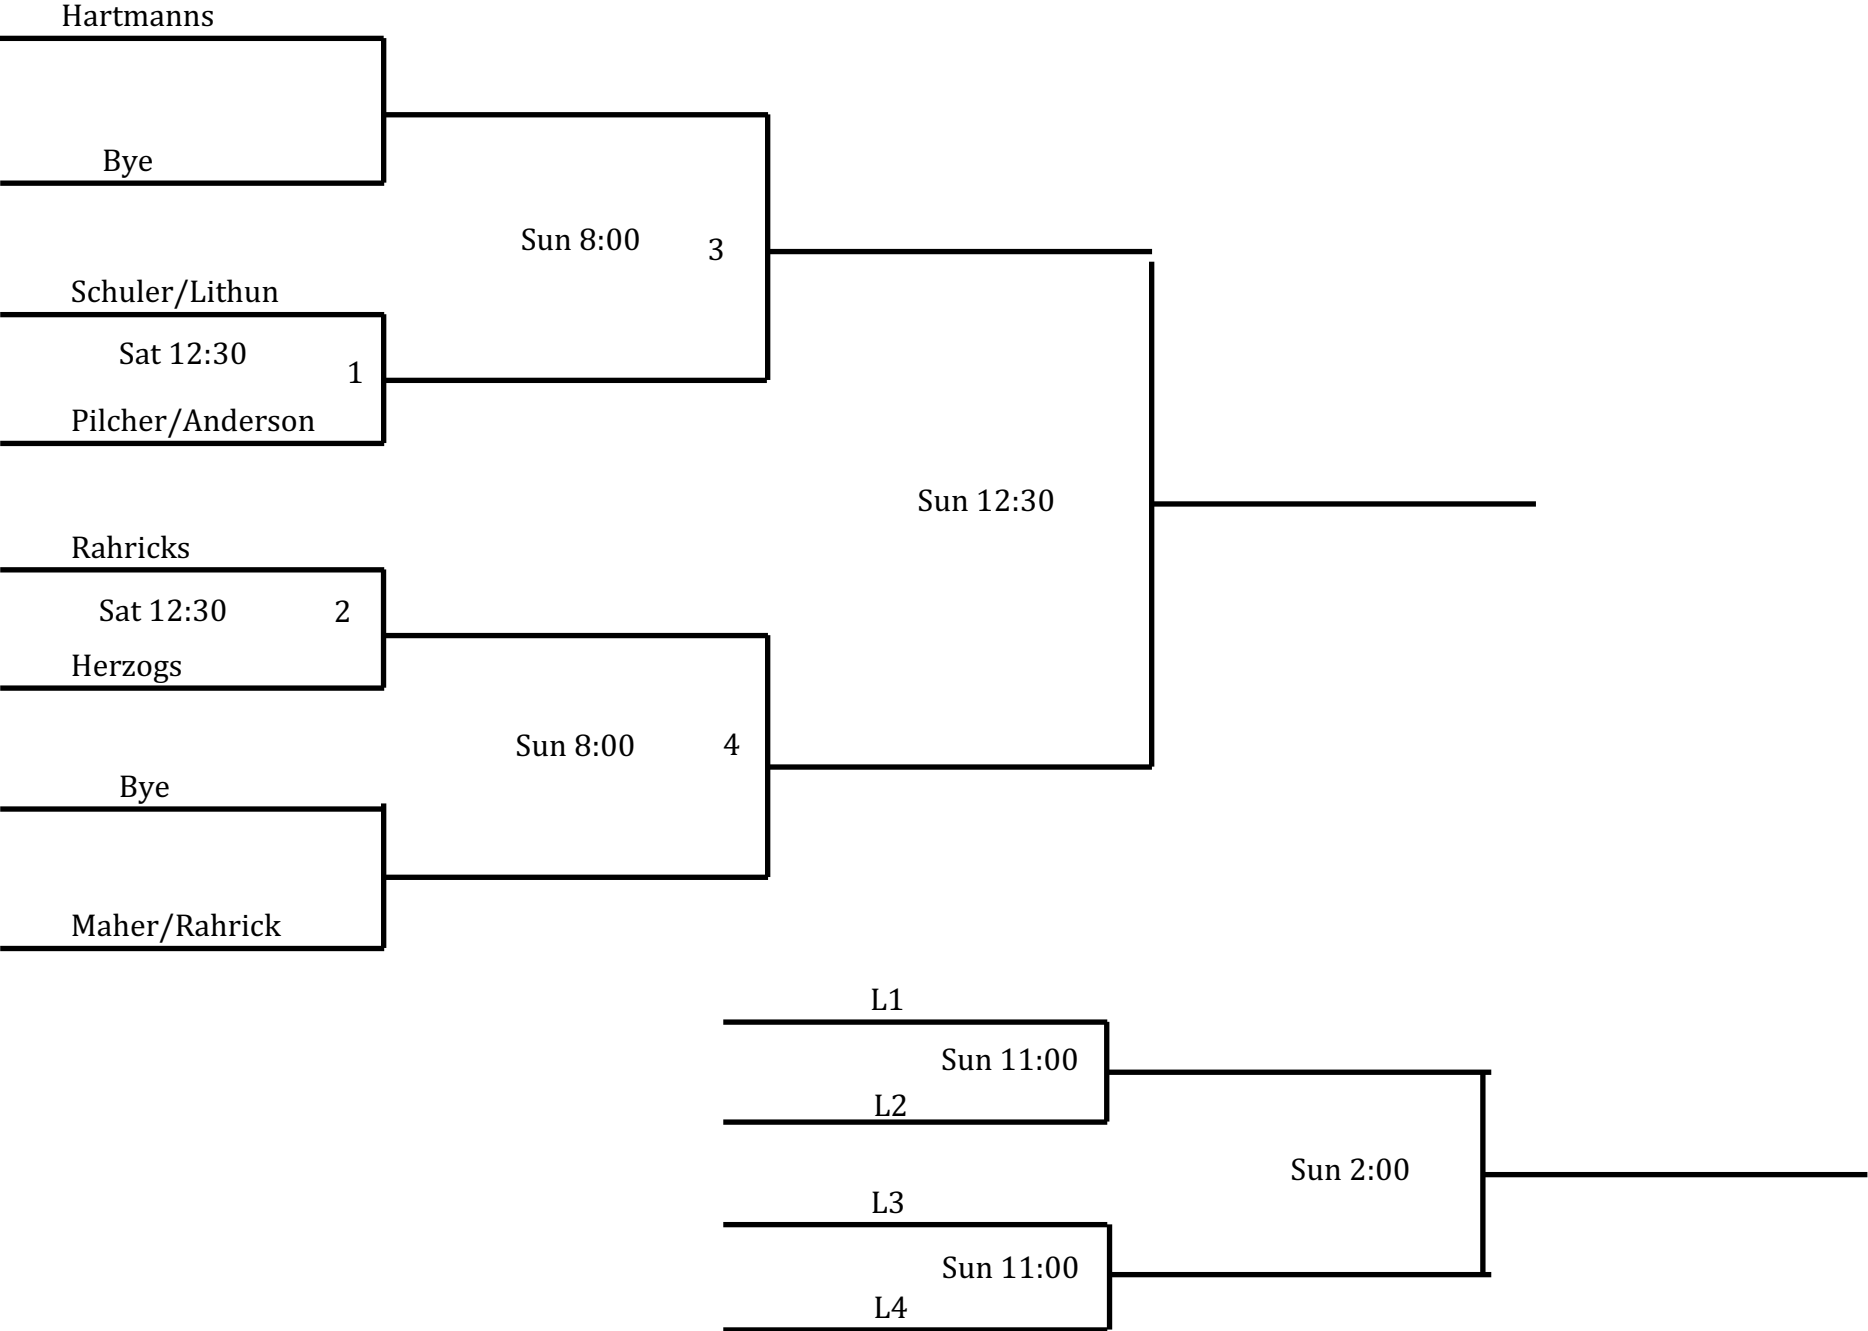 Hartmanns
Bye
Sun 8:00 3
Schuler/Lithun
Sat 12:30 1
Pilcher/Anderson
Sun 12:30
Rahricks
Sat 12:30 2
Herzogs
Sun 8:00 4
Bye
Maher/Rahrick
L1
Sun 11:00
L2
Sun 2:00
L3
Sun 11:00
L4